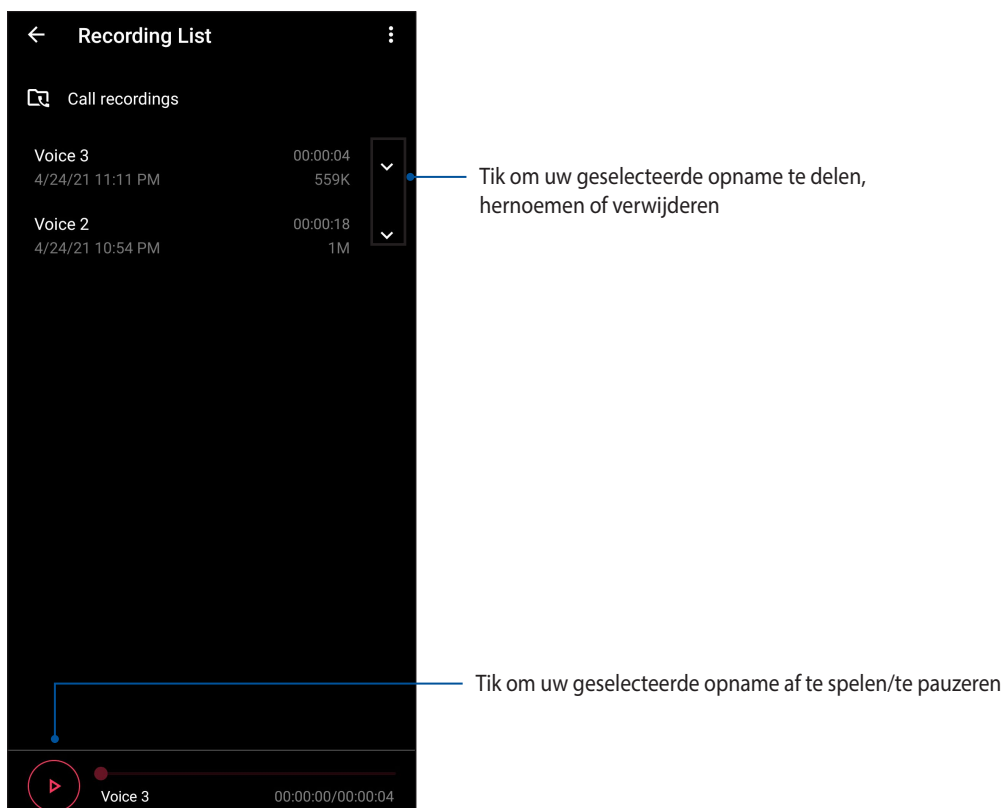 Recording List
Call recordings
Voice 3 00:00:04
4/24/21 11:11 PM 559K
Tik om uw geselecteerde opname te delen,
hernoemen of verwijderen
Voice 2 00:00:18
4/24/21 10:54 PM 1M
Tik om uw geselecteerde opname af te spelen/te pauzeren
Voice 3 00:00:00/00:00:04